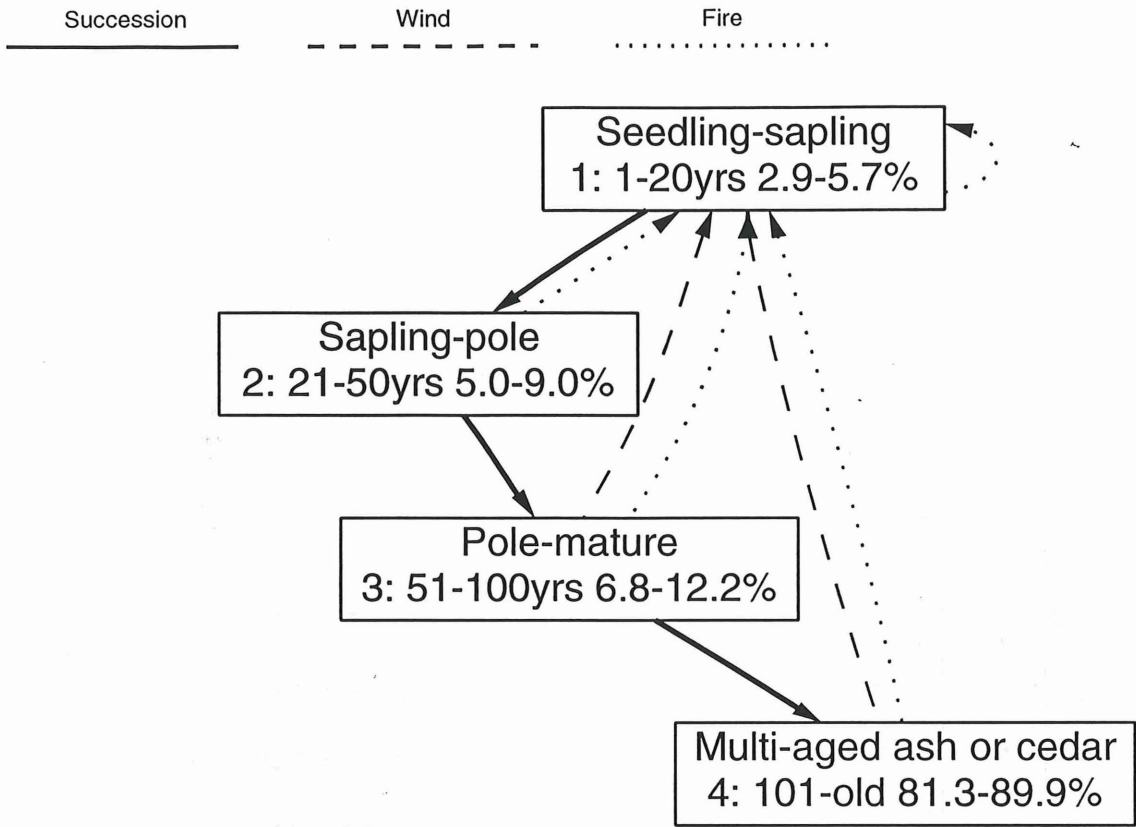 Succession Wind Fire
Seedling-sapling
1: 1-20yrs 2.9-5.7%
Sapling-pole
2: 21-50yrs 5.0-9.0%
Pole-mature
3: 51-100yrs 6.8-12.2%
Multi-aged ash or cedar
4: 101-old 81.3-89.9%